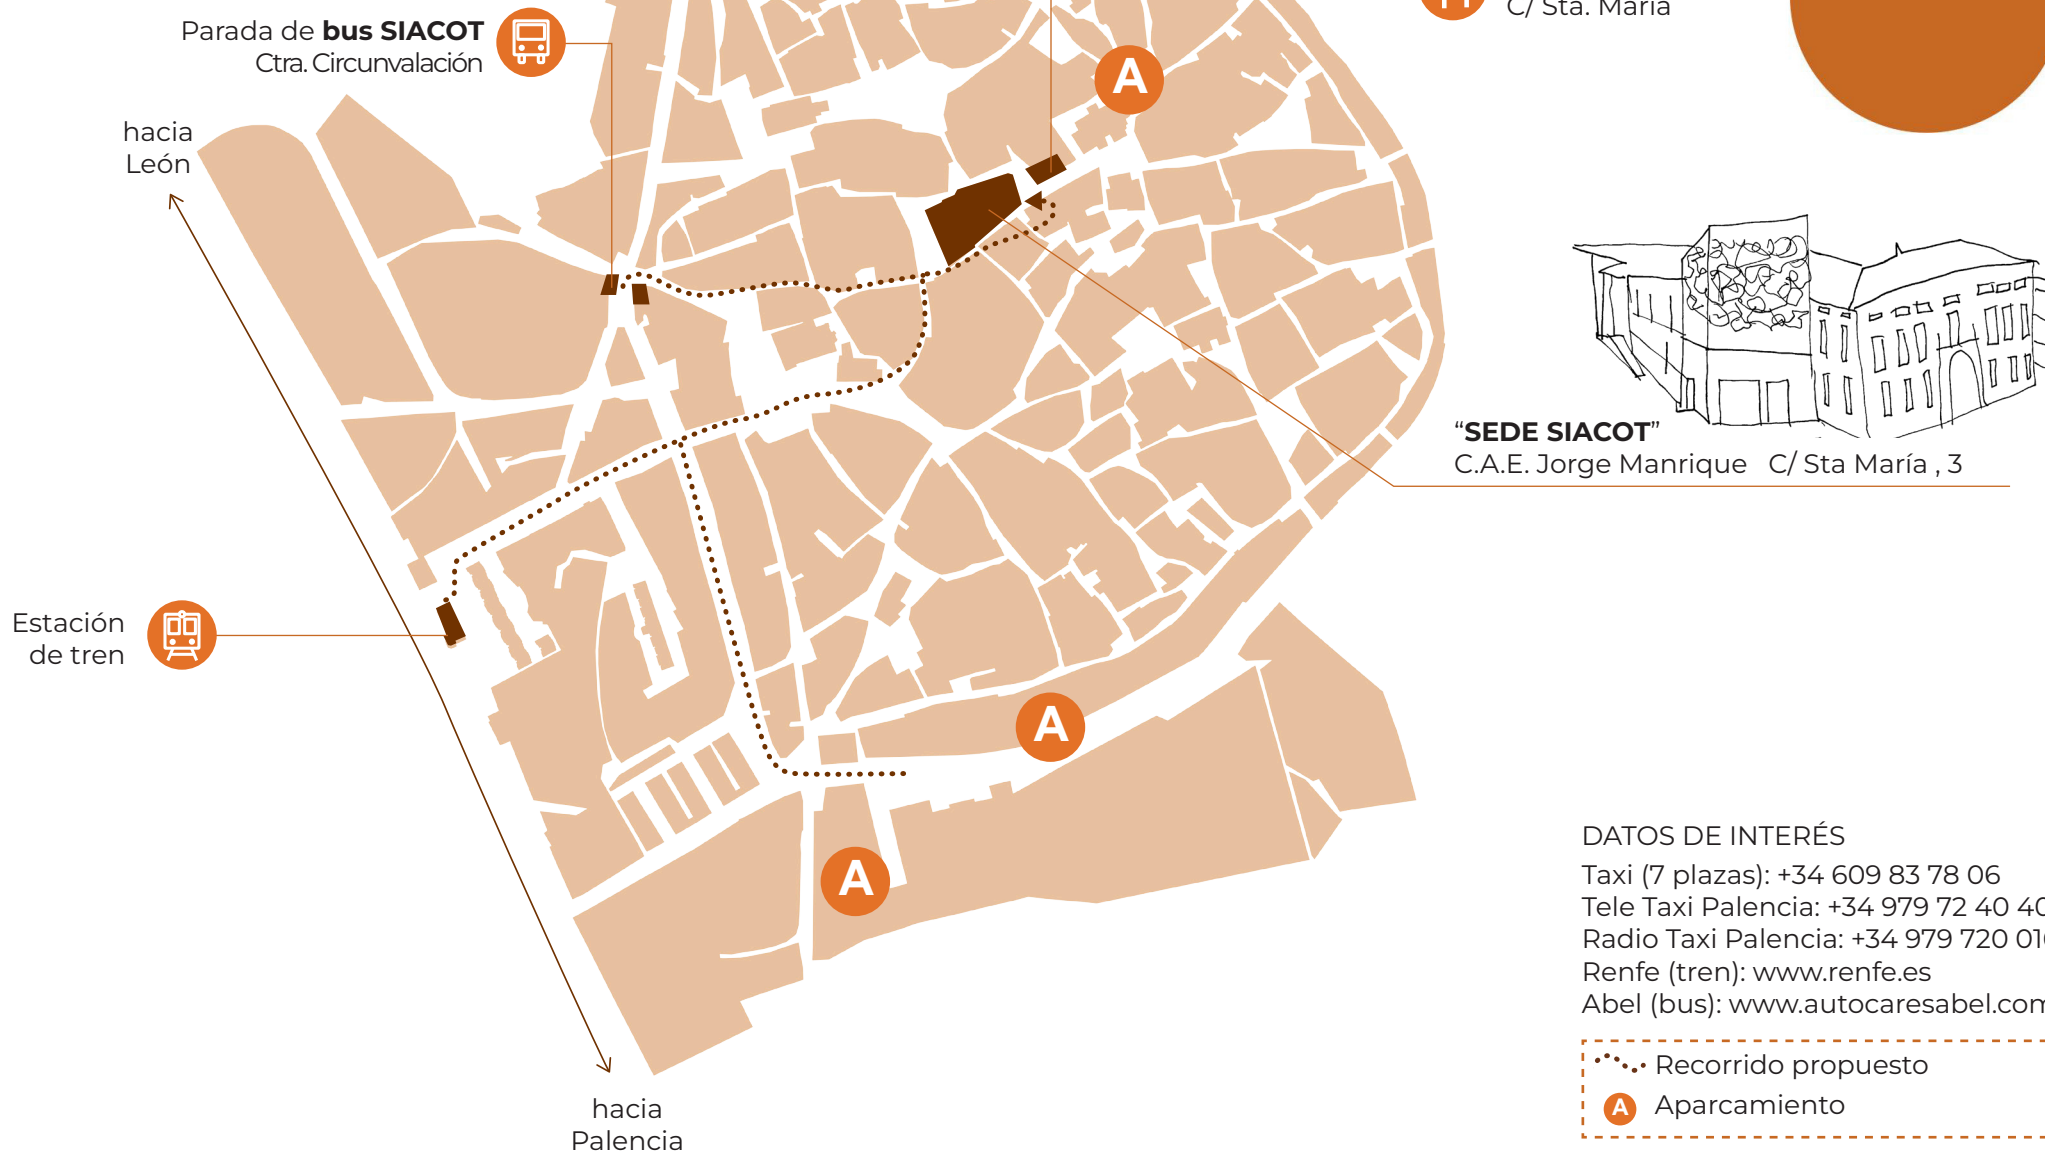 Parada de bus SIACOT
Ctra. Circunvalación
C/ Sta. María
A
hacia
León
"SEDE SIACOT"
C.A.E. Jorge Manrique C/ Sta María , 3
Estación
de tren
A
A
DATOS DE INTERÉS
Taxi (7 plazas): +34 609 83 78 06
Tele Taxi Palencia: +34 979 72 40 40
Radio Taxi Palencia: +34 979 720 016
Renfe (tren): www.renfe.es
Abel (bus): www.autocaresabel.com
Recorrido propuesto
A Aparcamiento
hacia
Palencia